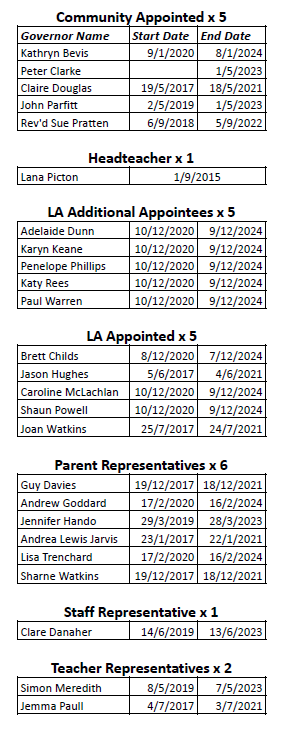 Community Appointed x 5
Governor Name Start Date End Date
Kathryn Bevis 9/1/2020 8/1/2024
Peter Clarke 1/5/2023
Claire Douglas 19/5/2017 18/5/2021
John Parfitt 2/5/2019 1/5/2023
Rev'd Sue Pratten 6/9/2018 5/9/2022
Headteacher x 1
Lana Picton 1/9/2015
LA Additional Appointees x 5
Adelaide Dunn 10/12/2020 9/12/2024
Karyn Keane 10/12/2020 9/12/2024
Penelope Phillips 10/12/2020 9/12/2024
Katy Rees 10/12/2020 9/12/2024
Paul Warren 10/12/2020 9/12/2024
LA Appointed x 5
Brett Childs 8/12/2020 7/12/2024
Jason Hughes 5/6/2017 4/6/2021
Caroline McLachlan 10/12/2020 9/12/2024
Shaun Powell 10/12/2020 9/12/2024
Joan Watkins 25/7/2017 24/7/2021
Parent Representatives x 6
Guy Davies 19/12/2017 18/12/2021
Andrew Goddard 17/2/2020 16/2/2024
Jennifer Hando 29/3/2019 28/3/2023
Andrea Lewis Jarvis 23/1/2017 22/1/2021
Lisa Trenchard 17/2/2020 16/2/2024
Sharne Watkins 19/12/2017 18/12/2021
Staff Representative x 1
Clare Danaher 14/6/2019 13/6/2023
Teacher Representatives x 2
Simon Meredith 8/5/2019 7/5/2023
Jemma Paull 4/7/2017 3/7/2021